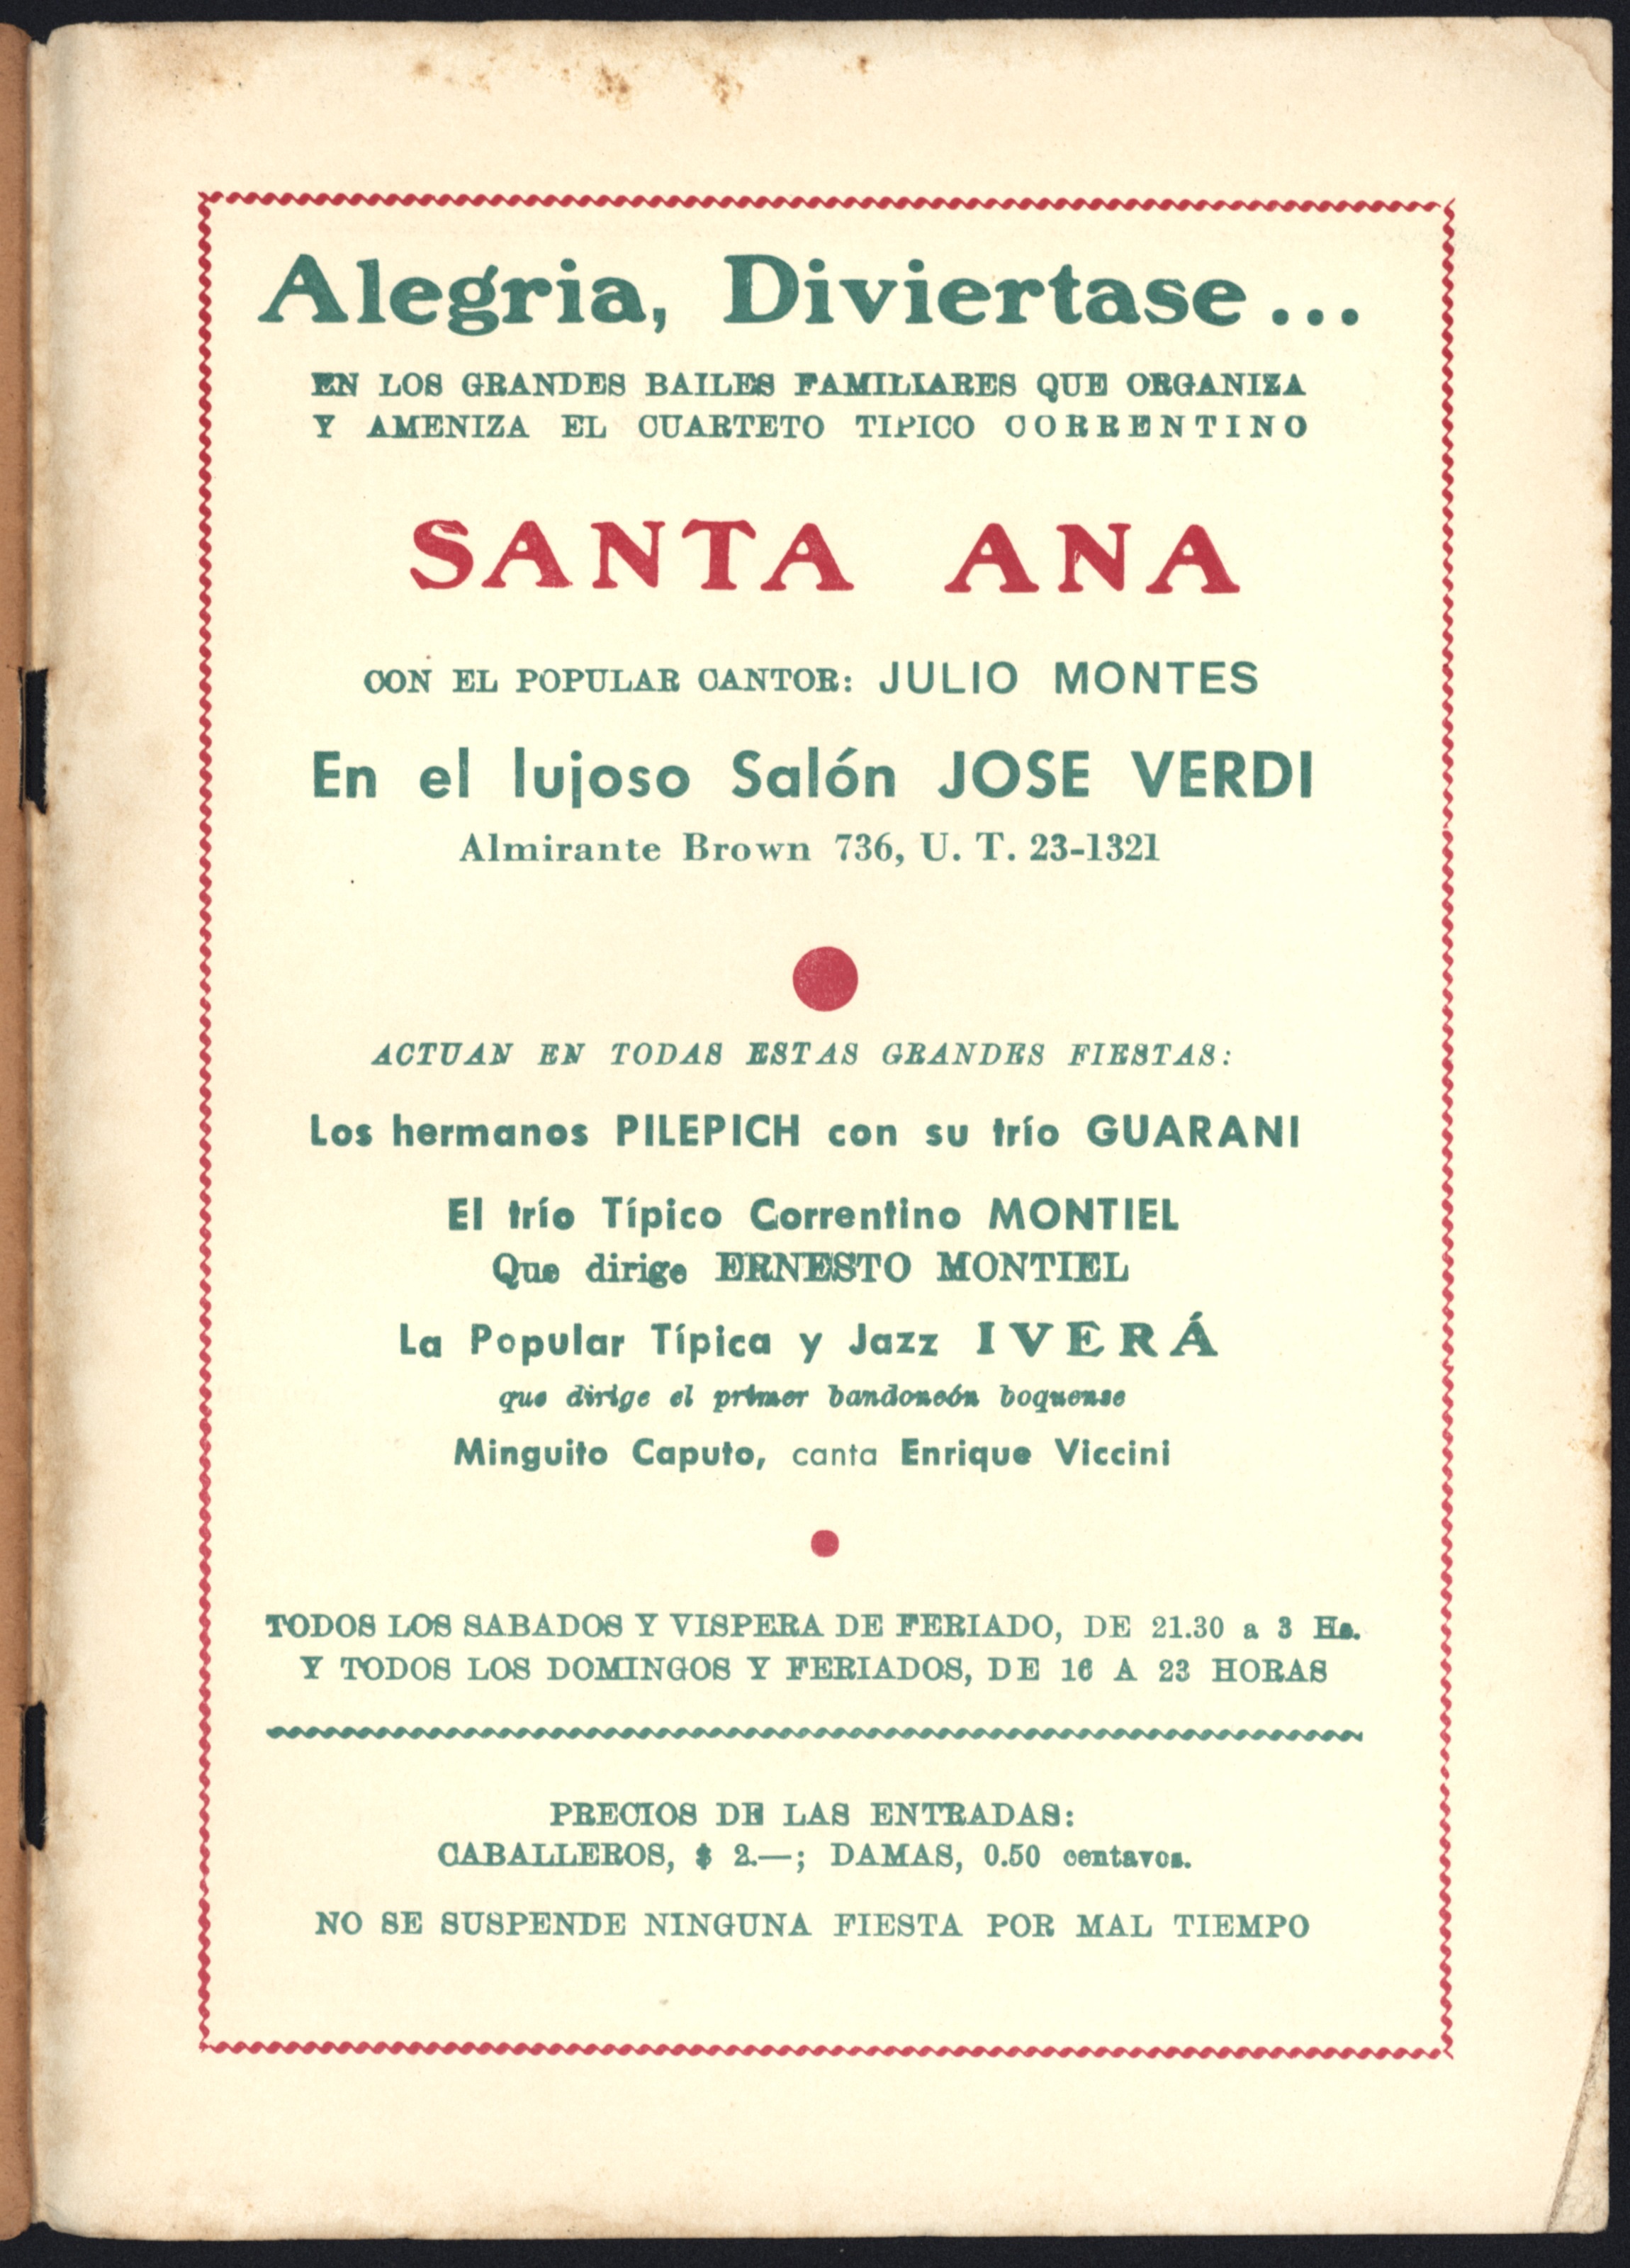 Alegria, Diviertase...
EN LOS GRANDES BAILES FAMILIARES QUE ORGANIZA
Y AMENIZA EL CUARTETO TIPICO CORRENTINO
SANTA ANA
CON EL POPULAR CANTOR: JULIO MONTES
En el lujoso Salón JOSE VERDI
Almirante Brown 736, U. T. 23-1321
ACTUAN EN TODAS ESTAS GRANDES FIESTAS:
Los hermanos PILEPICH con su trío GUARANI
El trío Típico Correntino MONTIEL
Que dirige ERNESTO MONTIEL
La Popular Típica y Jazz IVERÁ
que dirige el primer bandoneón boquense
Minguito Caputo, canta Enrique Viccini
TODOS LOS SABADOS Y VISPERA DE FERIADO, DE 21.30 a 3 Hs.
Y TODOS LOS DOMINGOS Y FERIADOS, DE 16 A 23 HORAS
PRECIOS DE LAS ENTRADAS:
CABALLEROS, $ 2.—; DAMAS, 0.50 centavos.
NO SE SUSPENDE NINGUNA FIESTA POR MAL TIEMPO